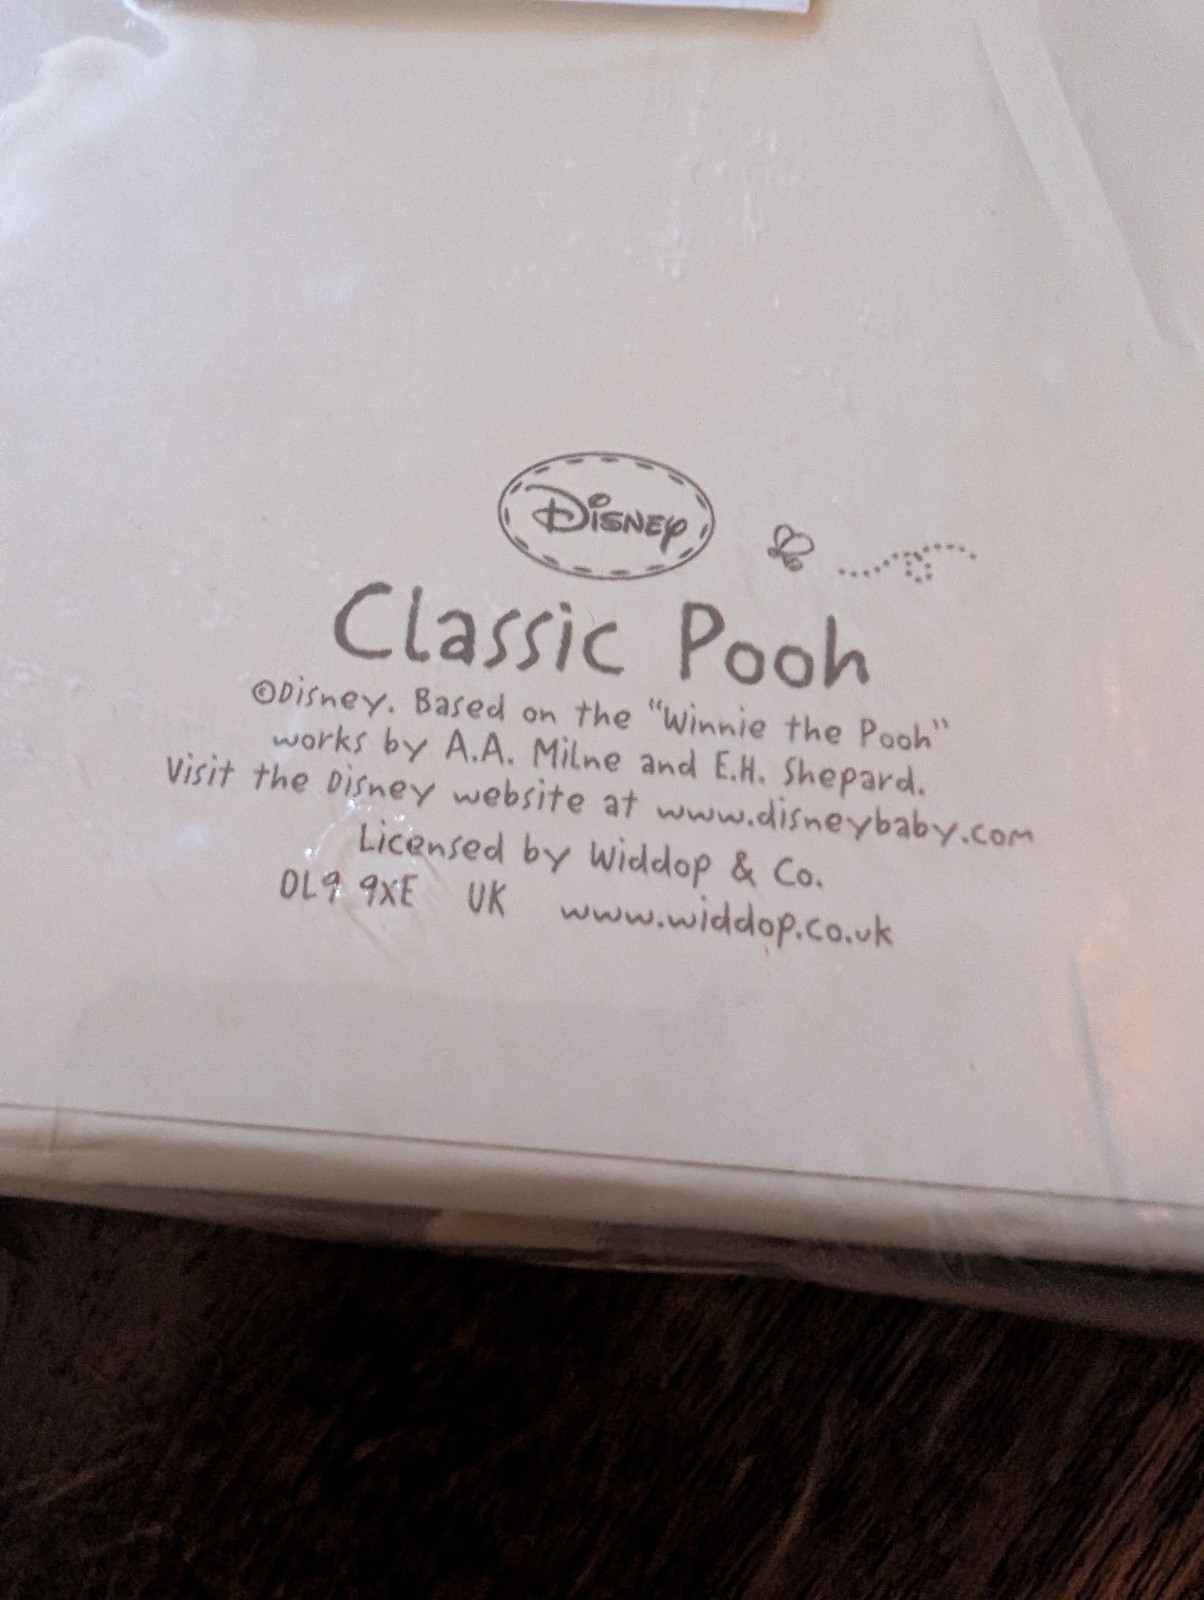 Disney
Classic Pooh
©Disney. Based on the “Winnie the Pooh”
works by A.A. Milne and E.H. Shepard.
Visit the Disney website at www.disneybaby.com
Licensed by Widdop & Co.
OL9 9XE UK www.widdop.co.uk